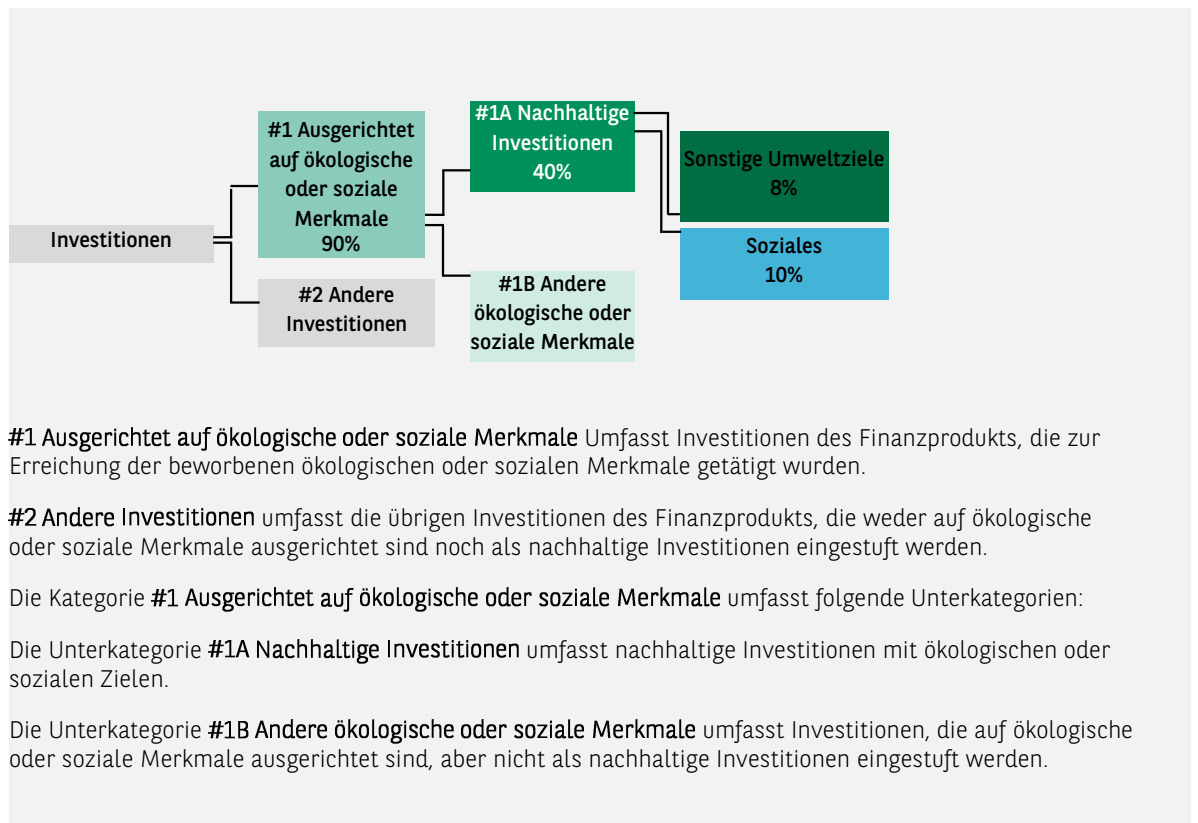 #1 Ausgerichtet
auf ökologische
oder soziale
Merkmale
90%
#1A Nachhaltige
Investitionen
40%
Sonstige Umweltziele
8%
Investitionen
Soziales
10%
#2 Andere
Investitionen
#1B Andere
ökologische oder
soziale Merkmale
#1 Ausgerichtet auf ökologische oder soziale Merkmale Umfasst Investitionen des Finanzprodukts, die zur
Erreichung der beworbenen ökologischen oder sozialen Merkmale getätigt wurden.
#2 Andere Investitionen umfasst die übrigen Investitionen des Finanzprodukts, die weder auf ökologische
oder soziale Merkmale ausgerichtet sind noch als nachhaltige Investitionen eingestuft werden.
Die Kategorie #1 Ausgerichtet auf ökologische oder soziale Merkmale umfasst folgende Unterkategorien:
Die Unterkategorie #1A Nachhaltige Investitionen umfasst nachhaltige Investitionen mit ökologischen oder
sozialen Zielen.
Die Unterkategorie #1B Andere ökologische oder soziale Merkmale umfasst Investitionen, die auf ökologische
oder soziale Merkmale ausgerichtet sind, aber nicht als nachhaltige Investitionen eingestuft werden.